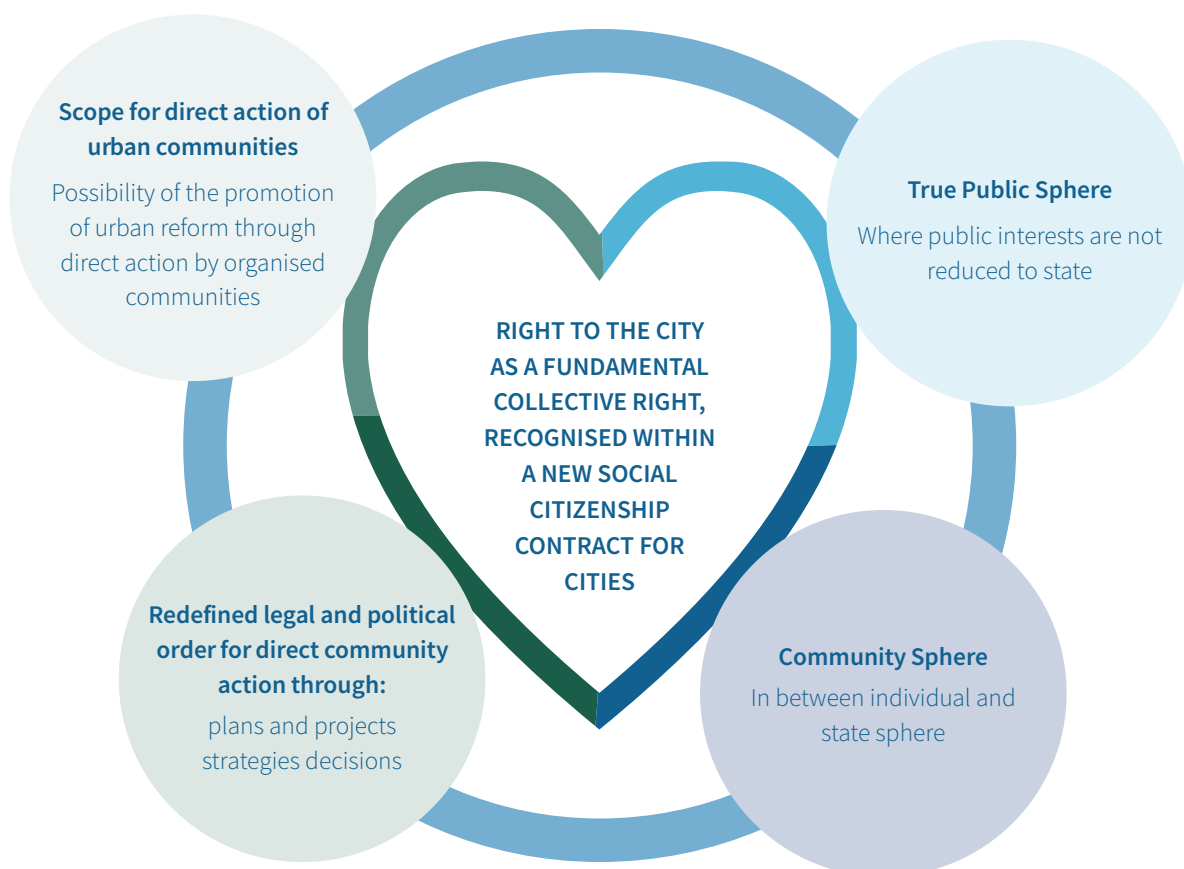 Scope for direct action of
urban communities
Possibility of the promotion
of urban reform through
direct action by organised
communities
True Public Sphere
Where public interests are not
reduced to state
RIGHT TO THE CITY
AS A FUNDAMENTAL
COLLECTIVE RIGHT,
RECOGNISED WITHIN
A NEW SOCIAL
CITIZENSHIP
CONTRACT FOR
CITIES
Redefined legal and political
order for direct community
action through:
plans and projects
strategies decisions
Community Sphere
In between individual and
state sphere